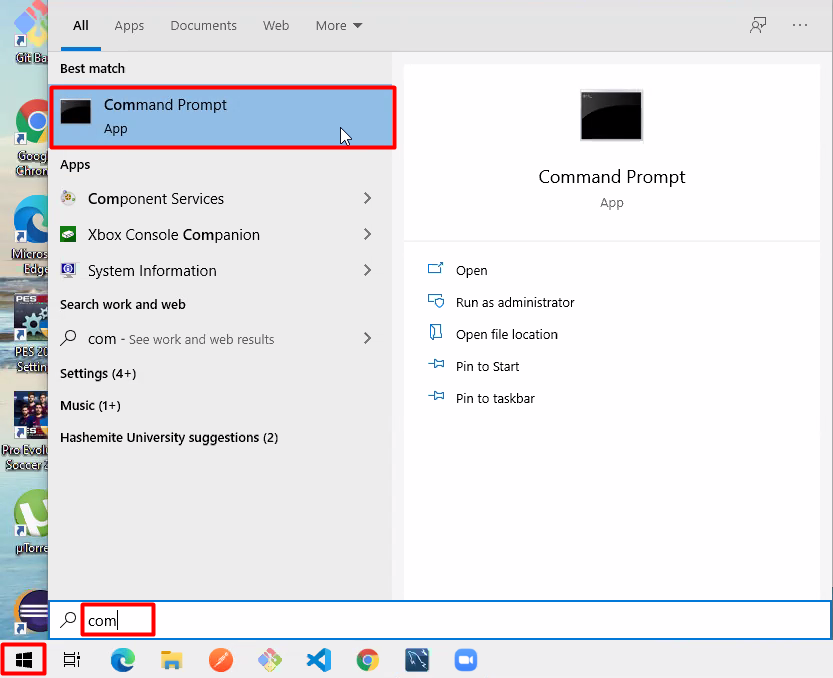 All Apps Documents Web More
Best match
Command Prompt
App
Apps
Component Services
Xbox Console Companion
System Information
Search work and web
com - See work and web results
Settings (4+)
Music (1+)
Hashemite University suggestions (2)
Command Prompt
App
Open
Run as administrator
Open file location
Pin to Start
Pin to taskbar
com
Git Ba
Goog
Chron
Micros
Edge
PES 20
Settin
Pro Evolu
Soccer
µTorre